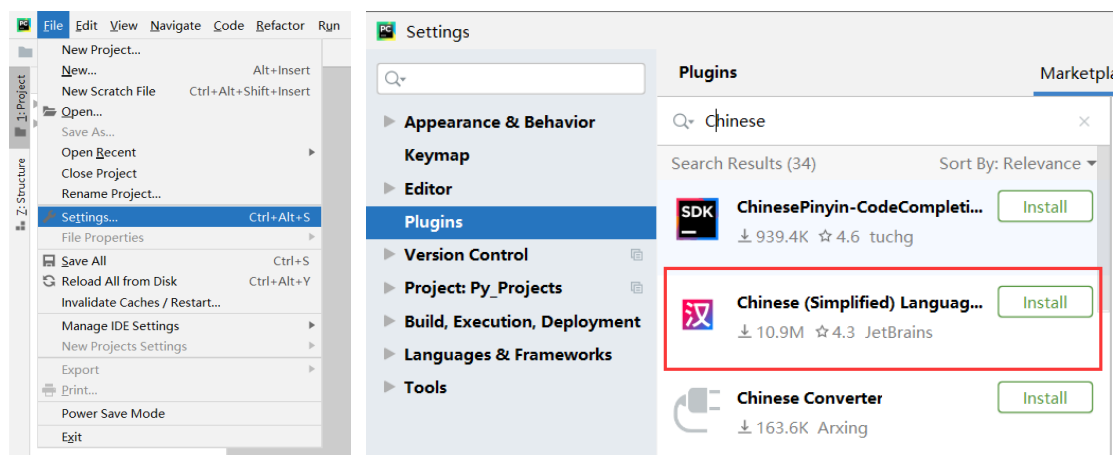 PC
File Edit View Navigate Code Refactor Run
1: Project
Z: Structure
New Project...
New... Alt+Insert
New Scratch File Ctrl+Alt+Shift+Insert
Open...
Save As...
Open Recent
Close Project
Rename Project...
Settings... Ctrl+Alt+S
File Properties
Save All Ctrl+S
Reload All from Disk Ctrl+Alt+Y
Invalidate Caches / Restart...
Manage IDE Settings
New Projects Settings
Export
Print...
Power Save Mode
Exit
PC Settings
Appearance & Behavior
Keymap
Editor
Plugins
Version Control
Project: Py_Projects
Build, Execution, Deployment
Languages & Frameworks
Tools
Plugins Marketpla
Chinese
Search Results (34) Sort By: Relevance
SDK ChinesePinyin-CodeCompleti... Install
939.4K 4.6 tuchg
汉 Chinese (Simplified) Languag... Install
10.9M 4.3 JetBrains
Chinese Converter Install
163.6K Arxing